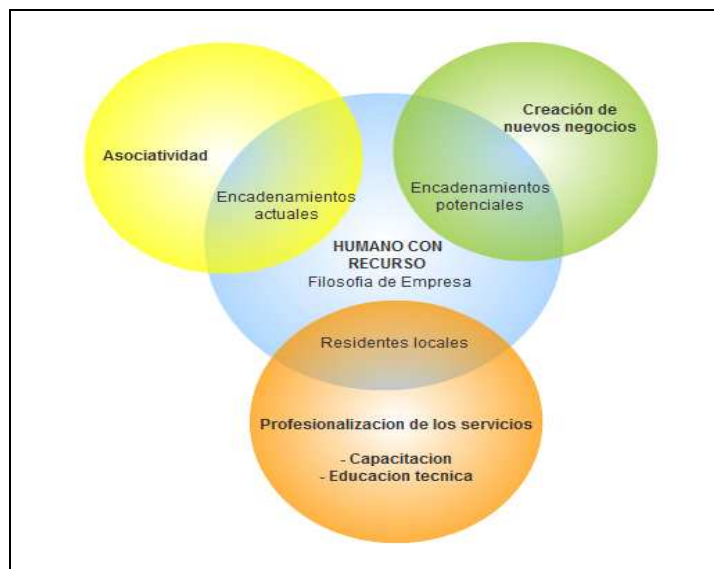 Creación de
nuevos negocios
Asociatividad
Encadenamientos
actuales
Encadenamientos
potenciales
HUMANO CON
RECURSO
Filosofia de Empresa
Residentes locales
Profesionalizacion de los servicios
- Capacitacion
- Educacion tecnica